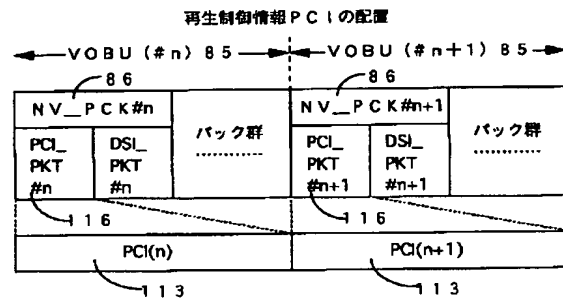 再生制御情報PCIの配置
VOBU(#n)85 VOBU(#n+1)85
86 86
NV_PCK#n パック群 ………… NV_PCK#n+1 パック群 …………
PCI_ PKT #n DSI_ PKT #n PCI_ PKT #n+1 DSI_ PKT #n+1
116 116
PCI(n) PCI(n+1)
113 113